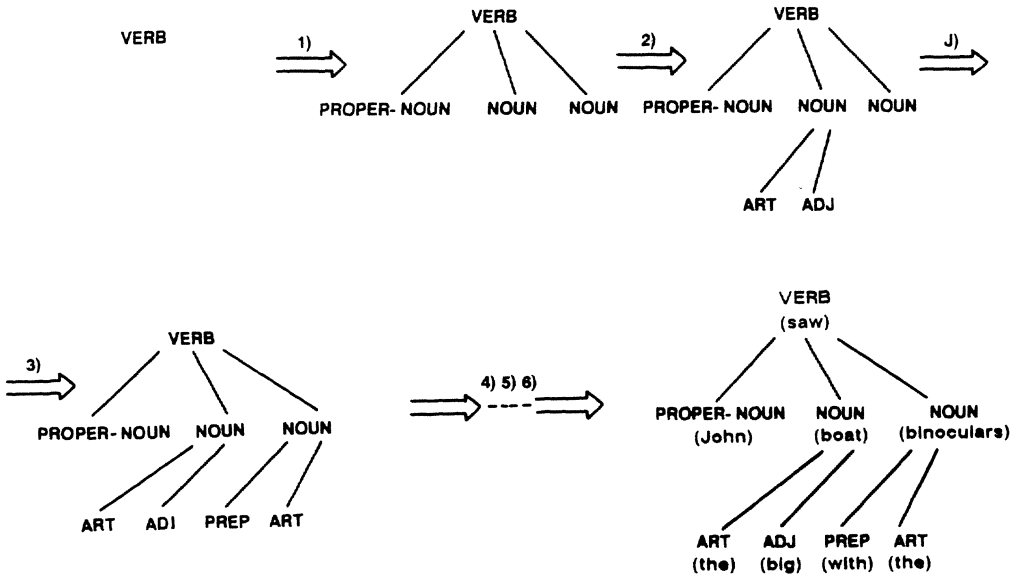 VERB
1)
VERB
PROPER- NOUN NOUN NOUN
2)
VERB
PROPER- NOUN NOUN NOUN
ART ADJ
J)
3)
VERB
PROPER- NOUN NOUN NOUN
ART ADJ PREP ART
4) 5) 6)
VERB
(saw)
PROPER- NOUN NOUN NOUN
(John) (boat) (binoculars)
ART ADJ PREP ART
(the) (big) (with) (the)